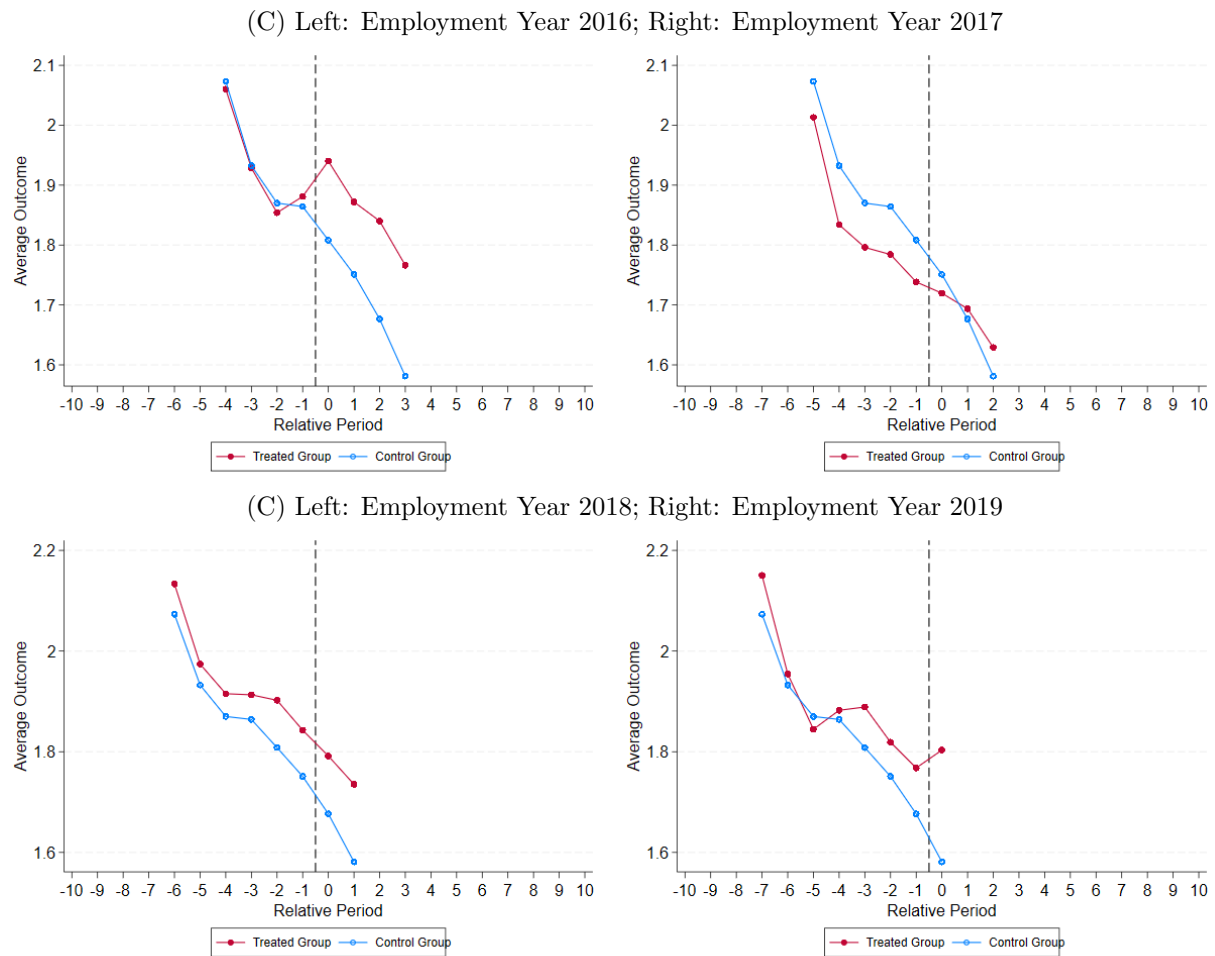 (C) Left: Employment Year 2016; Right: Employment Year 2017
2.1
2
1.9
1.8
1.7
1.6
Average Outcome
-10 -9 -8 -7 -6 -5 -4 -3 -2 -1 0 1 2 3 4 5 6 7 8 9 10
Relative Period
Treated Group Control Group
2.1
2
1.9
1.8
1.7
1.6
Average Outcome
-10 -9 -8 -7 -6 -5 -4 -3 -2 -1 0 1 2 3 4 5 6 7 8 9 10
Relative Period
Treated Group Control Group
(C) Left: Employment Year 2018; Right: Employment Year 2019
2.2
2
1.8
1.6
Average Outcome
-10 -9 -8 -7 -6 -5 -4 -3 -2 -1 0 1 2 3 4 5 6 7 8 9 10
Relative Period
Treated Group Control Group
2.2
2
1.8
1.6
Average Outcome
-10 -9 -8 -7 -6 -5 -4 -3 -2 -1 0 1 2 3 4 5 6 7 8 9 10
Relative Period
Treated Group Control Group